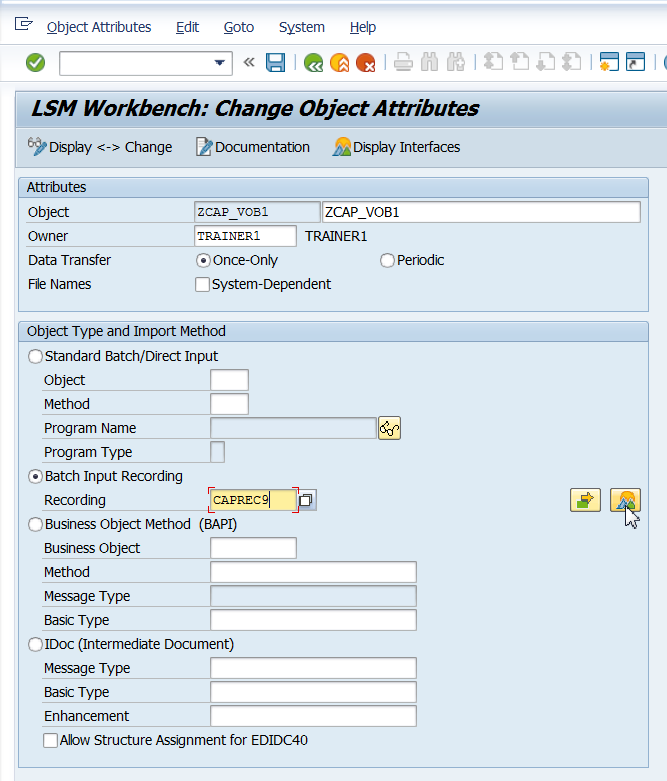 Object Attributes Edit Goto System Help
LSM Workbench: Change Object Attributes
Display <-> Change Documentation Display Interfaces
Attributes
Object ZCAP_VOB1 ZCAP_VOB1
Owner TRAINER1 TRAINER1
Data Transfer Once-Only Periodic
File Names System-Dependent
Object Type and Import Method
Standard Batch/Direct Input
Object
Method
Program Name
Program Type
Batch Input Recording
Recording CAPREC9
Business Object Method (BAPI)
Business Object
Method
Message Type
Basic Type
IDoc (Intermediate Document)
Message Type
Basic Type
Enhancement
Allow Structure Assignment for EDIDC40